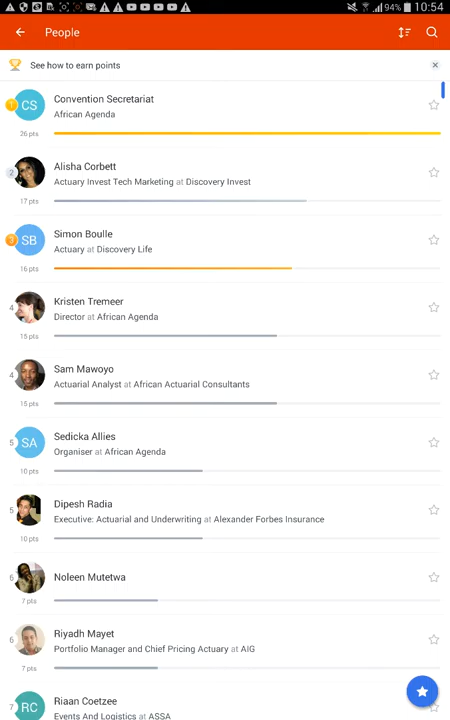 94% 10:54
People
See how to earn points
1 CS Convention Secretariat
African Agenda
26 pts
2 Alisha Corbett
Actuary Invest Tech Marketing at Discovery Invest
17 pts
3 SB Simon Boulle
Actuary at Discovery Life
16 pts
4 Kristen Tremeer
Director at African Agenda
15 pts
4 Sam Mawoyo
Actuarial Analyst at African Actuarial Consultants
15 pts
5 SA Sedicka Allies
Organiser at African Agenda
10 pts
5 Dipesh Radia
Executive: Actuarial and Underwriting at Alexander Forbes Insurance
10 pts
6 Noleen Mutetwa
7 pts
6 Riyadh Mayet
Portfolio Manager and Chief Pricing Actuary at AIG
7 pts
7 RC Riaan Coetzee
Events And Logistics at ASSA